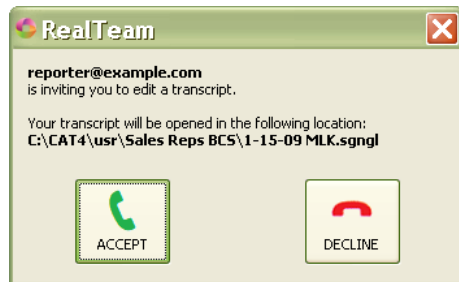 RealTeam
reporter@example.com
is inviting you to edit a transcript.
Your transcript will be opened in the following location:
C:\CAT4\usr\Sales Reps BCS\1-15-09 MLK.sgngl
ACCEPT
DECLINE